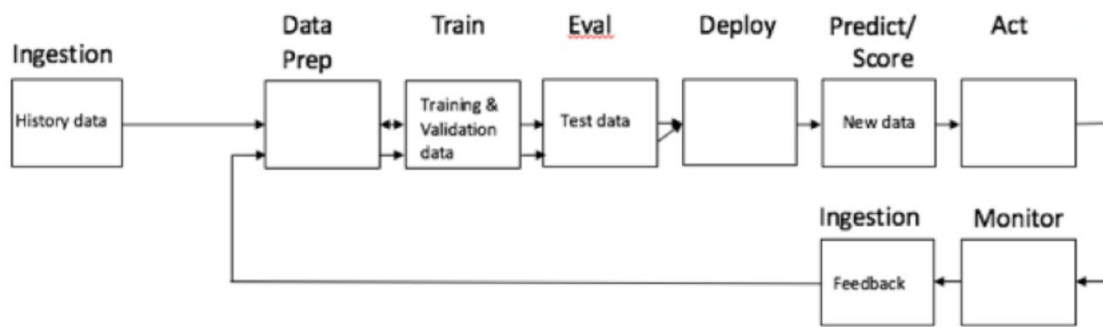 Ingestion
History data
Data
Prep
Train
Training &
Validation
data
Eval
Test data
Deploy
Predict/
Score
New data
Act
Ingestion
Feedback
Monitor